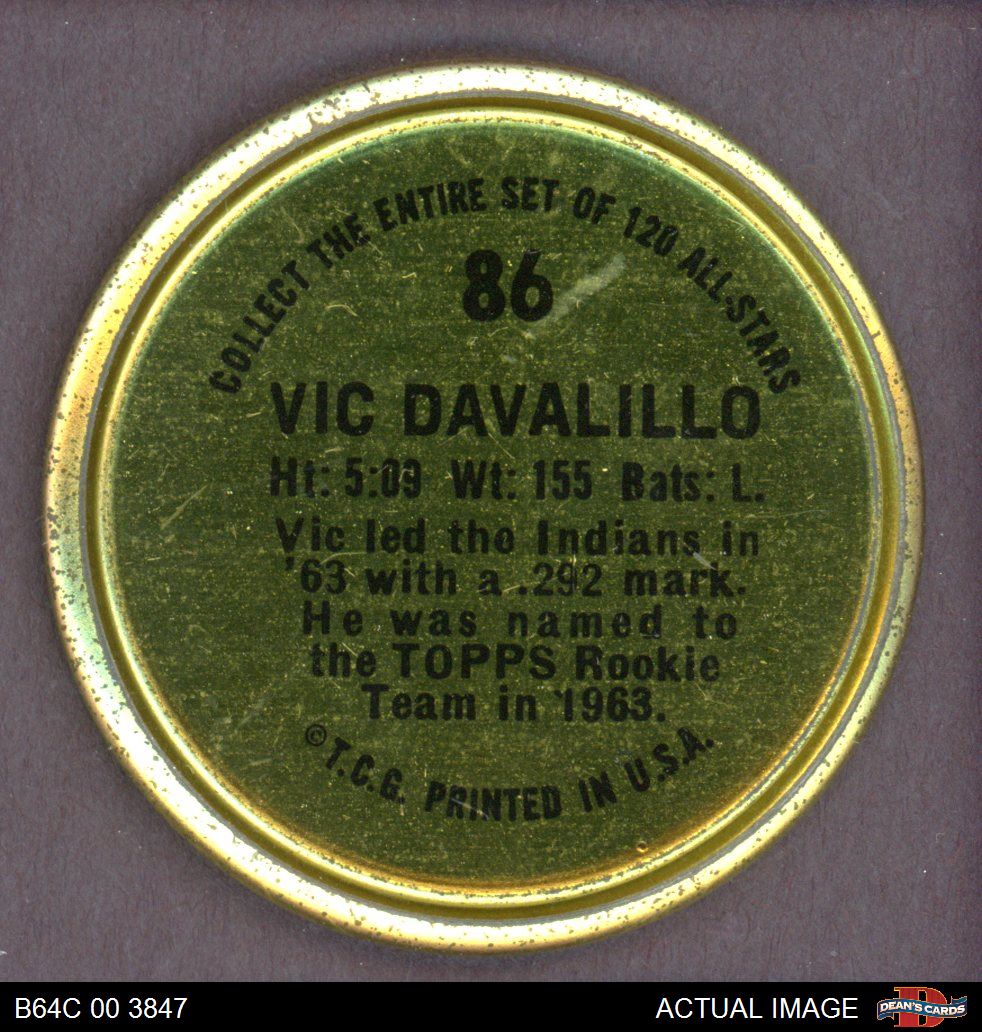 COLLECT THE ENTIRE SET OF 120 ALL-STARS
86
VIC DAVALILLO
Ht: 5:09 Wt: 155 Bats: L.
Vic led the Indians in
'63 with a .292 mark.
He was named to
the TOPPS Rookie
Team in 1963.
© T.C.G. PRINTED IN U.S.A.
B64C 00 3847
ACTUAL IMAGE
D
DEAN'S CARDS